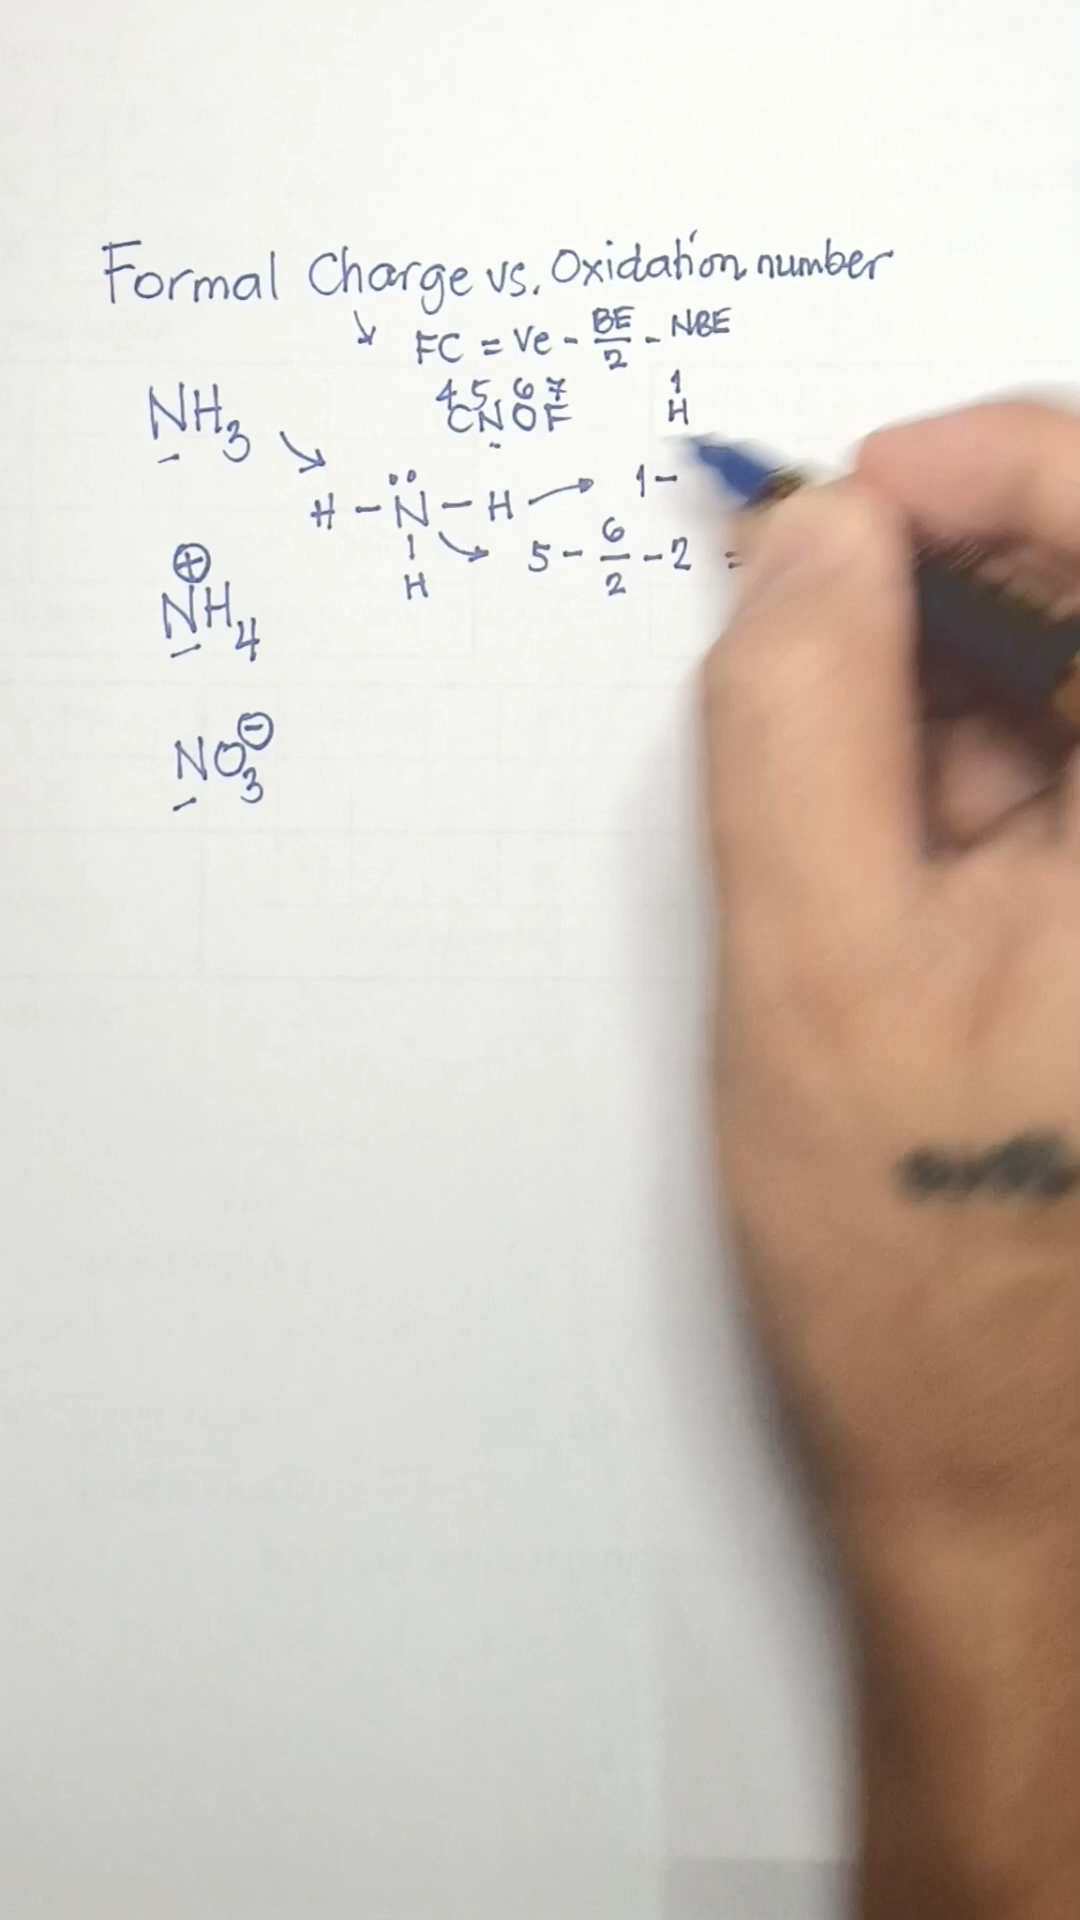 Formal Charge vs. Oxidation number
FC = Ve - BE/2 - NBE
4 5 6 7 1
C N O F H
NH3
H - N - H → 1 -
5 - 6/2 - 2 =
H
⊕
NH4
NO3⊖